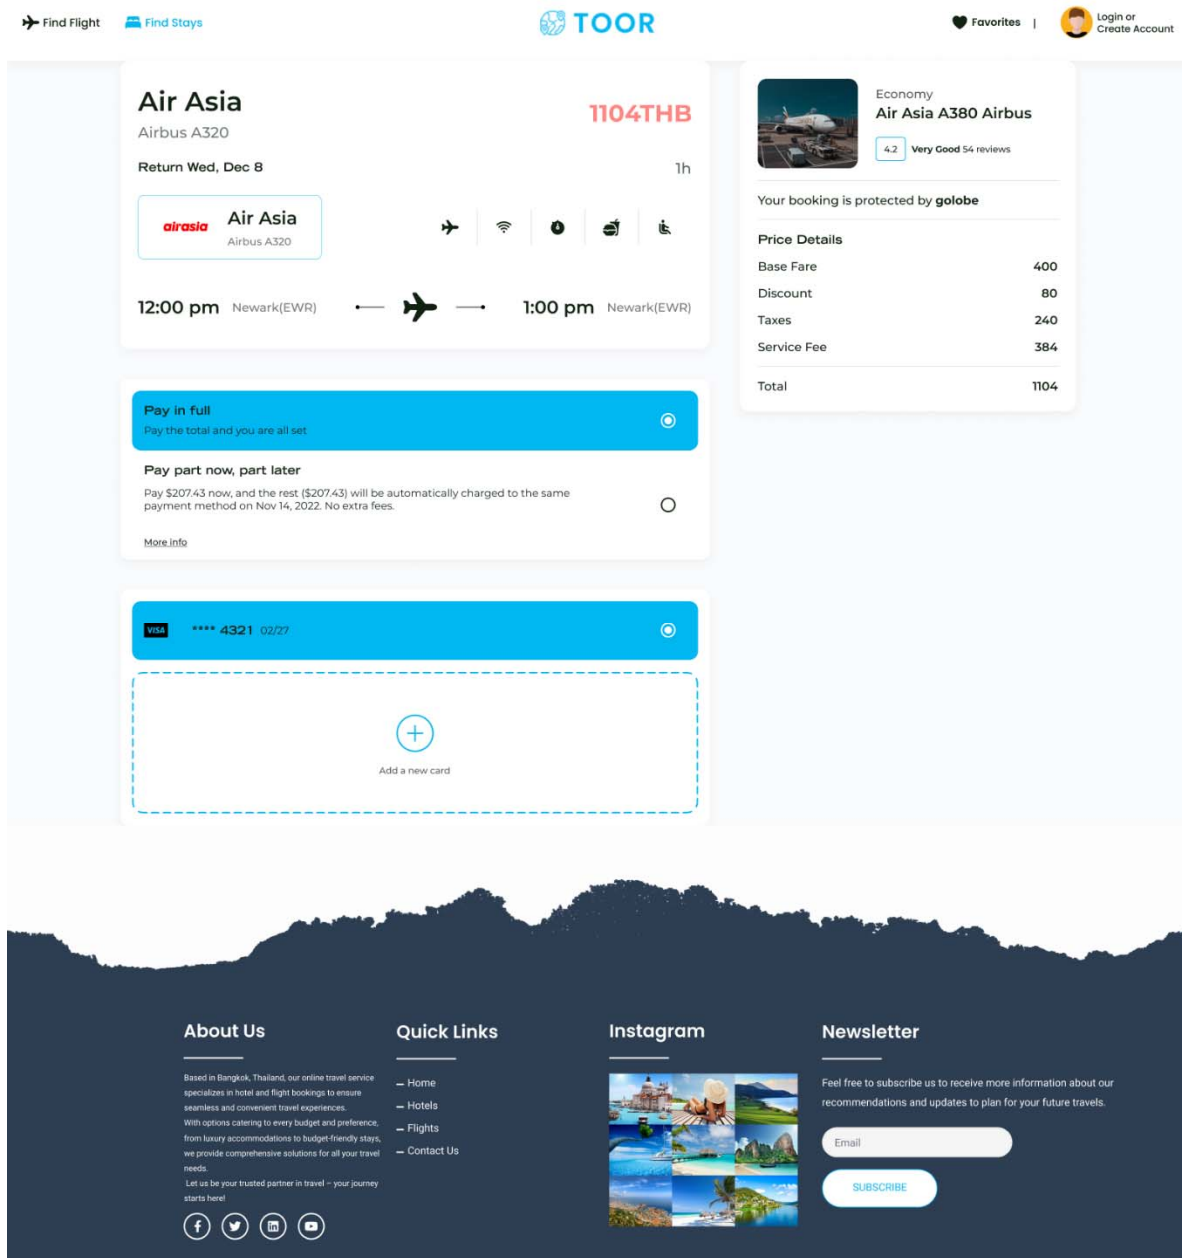 Find Flight
Find Stays
TOOR
Favorites |
Login or
Create Account
Air Asia
1104THB
Airbus A320
Return Wed, Dec 8
1h
airasia
Air Asia
Airbus A320
12:00 pm Newark(EWR)
1:00 pm Newark(EWR)
Economy
Air Asia A380 Airbus
4.2 Very Good 54 reviews
Your booking is protected by golobe
Price Details
Base Fare 400
Discount 80
Taxes 240
Service Fee 384
Total 1104
Pay in full
Pay the total and you are all set
Pay part now, part later
Pay $207.43 now, and the rest ($207.43) will be automatically charged to the same
payment method on Nov 14, 2022. No extra fees.
More info
VISA **** 4321 02/27
Add a new card
About Us
Based in Bangkok, Thailand, our online travel service
specializes in hotel and flight bookings to ensure
seamless and convenient travel experiences.
With options catering to every budget and preference,
from luxury accommodations to budget-friendly stays,
we provide comprehensive solutions for all your travel
needs.
Let us be your trusted partner in travel – your journey
starts here!
Quick Links
Home
Hotels
Flights
Contact Us
Instagram
Newsletter
Feel free to subscribe us to receive more information about our
recommendations and updates to plan for your future travels.
Email
SUBSCRIBE